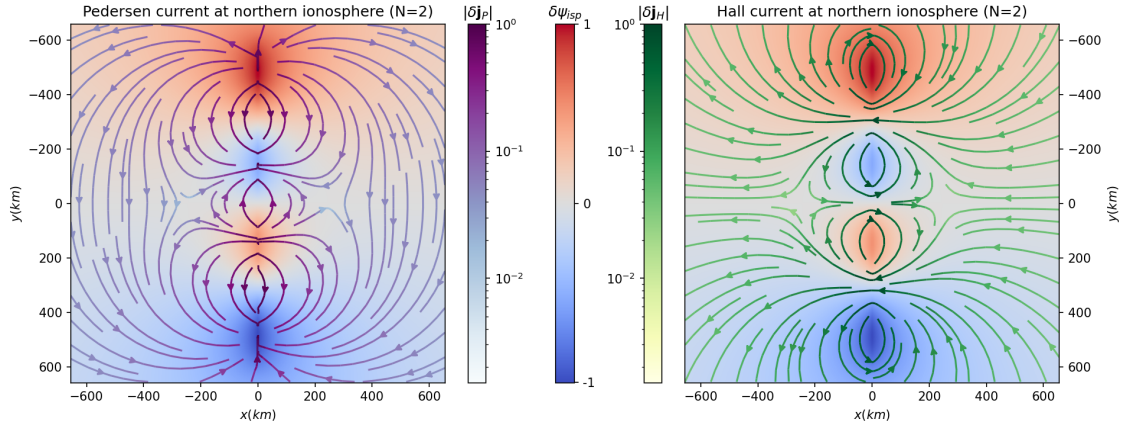 Pedersen current at northern ionosphere (N=2)
|δj_P|
δψ_isp
|δj_H|
Hall current at northern ionosphere (N=2)
−600
−400
−200
0
200
400
600
y(km)
−600 −400 −200 0 200 400 600
x(km)
10^0
10^{-1}
10^{-2}
1
0
-1
10^0
10^{-1}
10^{-2}
−600 −400 −200 0 200 400 600
x(km)
−600
−400
−200
0
200
400
600
y(km)